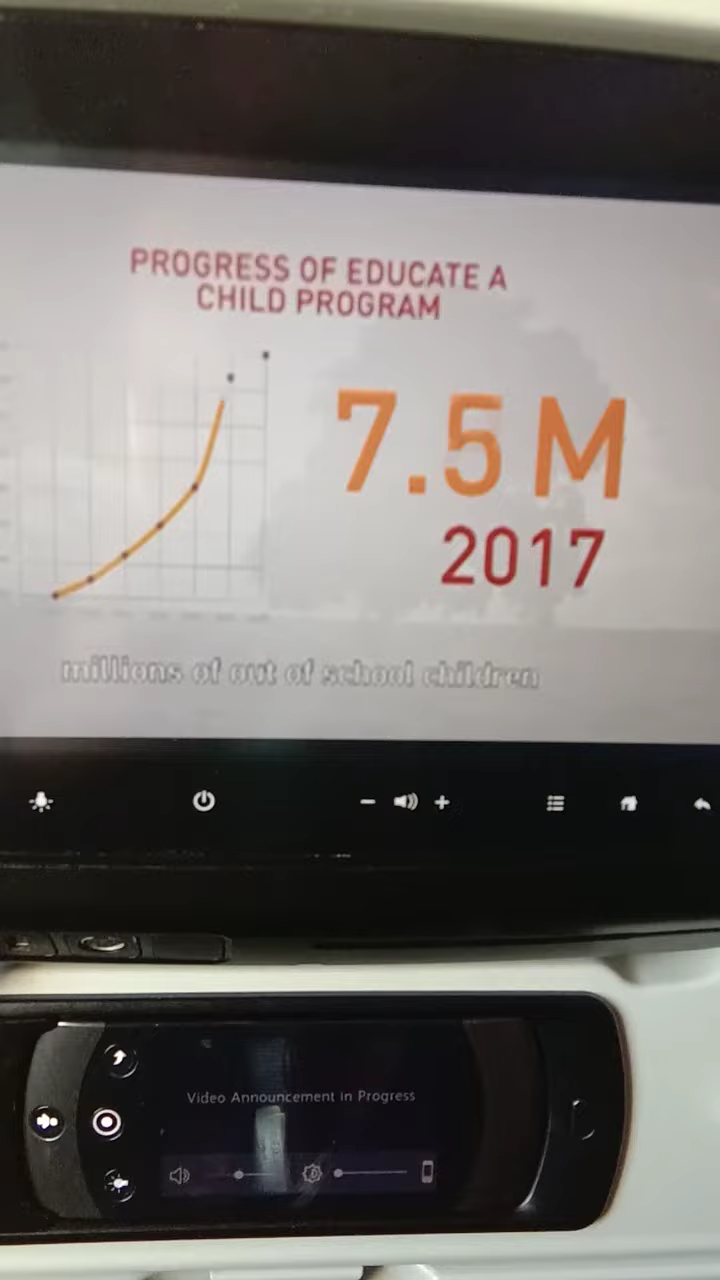 PROGRESS OF EDUCATE A
CHILD PROGRAM
7.5 M
2017
millions of out of school children
Video Announcement in Progress